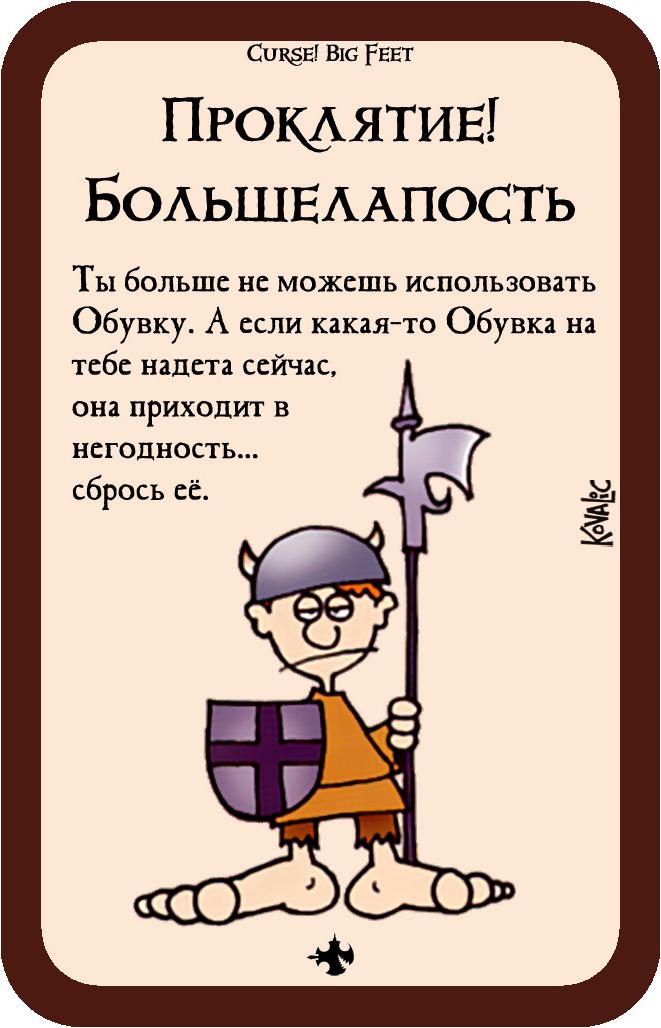 Curse! Big Feet
Проклятие!
Большелапость
Ты больше не можешь использовать
Обувку. А если какая-то Обувка на
тебе надета сейчас,
она приходит в
негодность...
сбрось её.
Kovalic